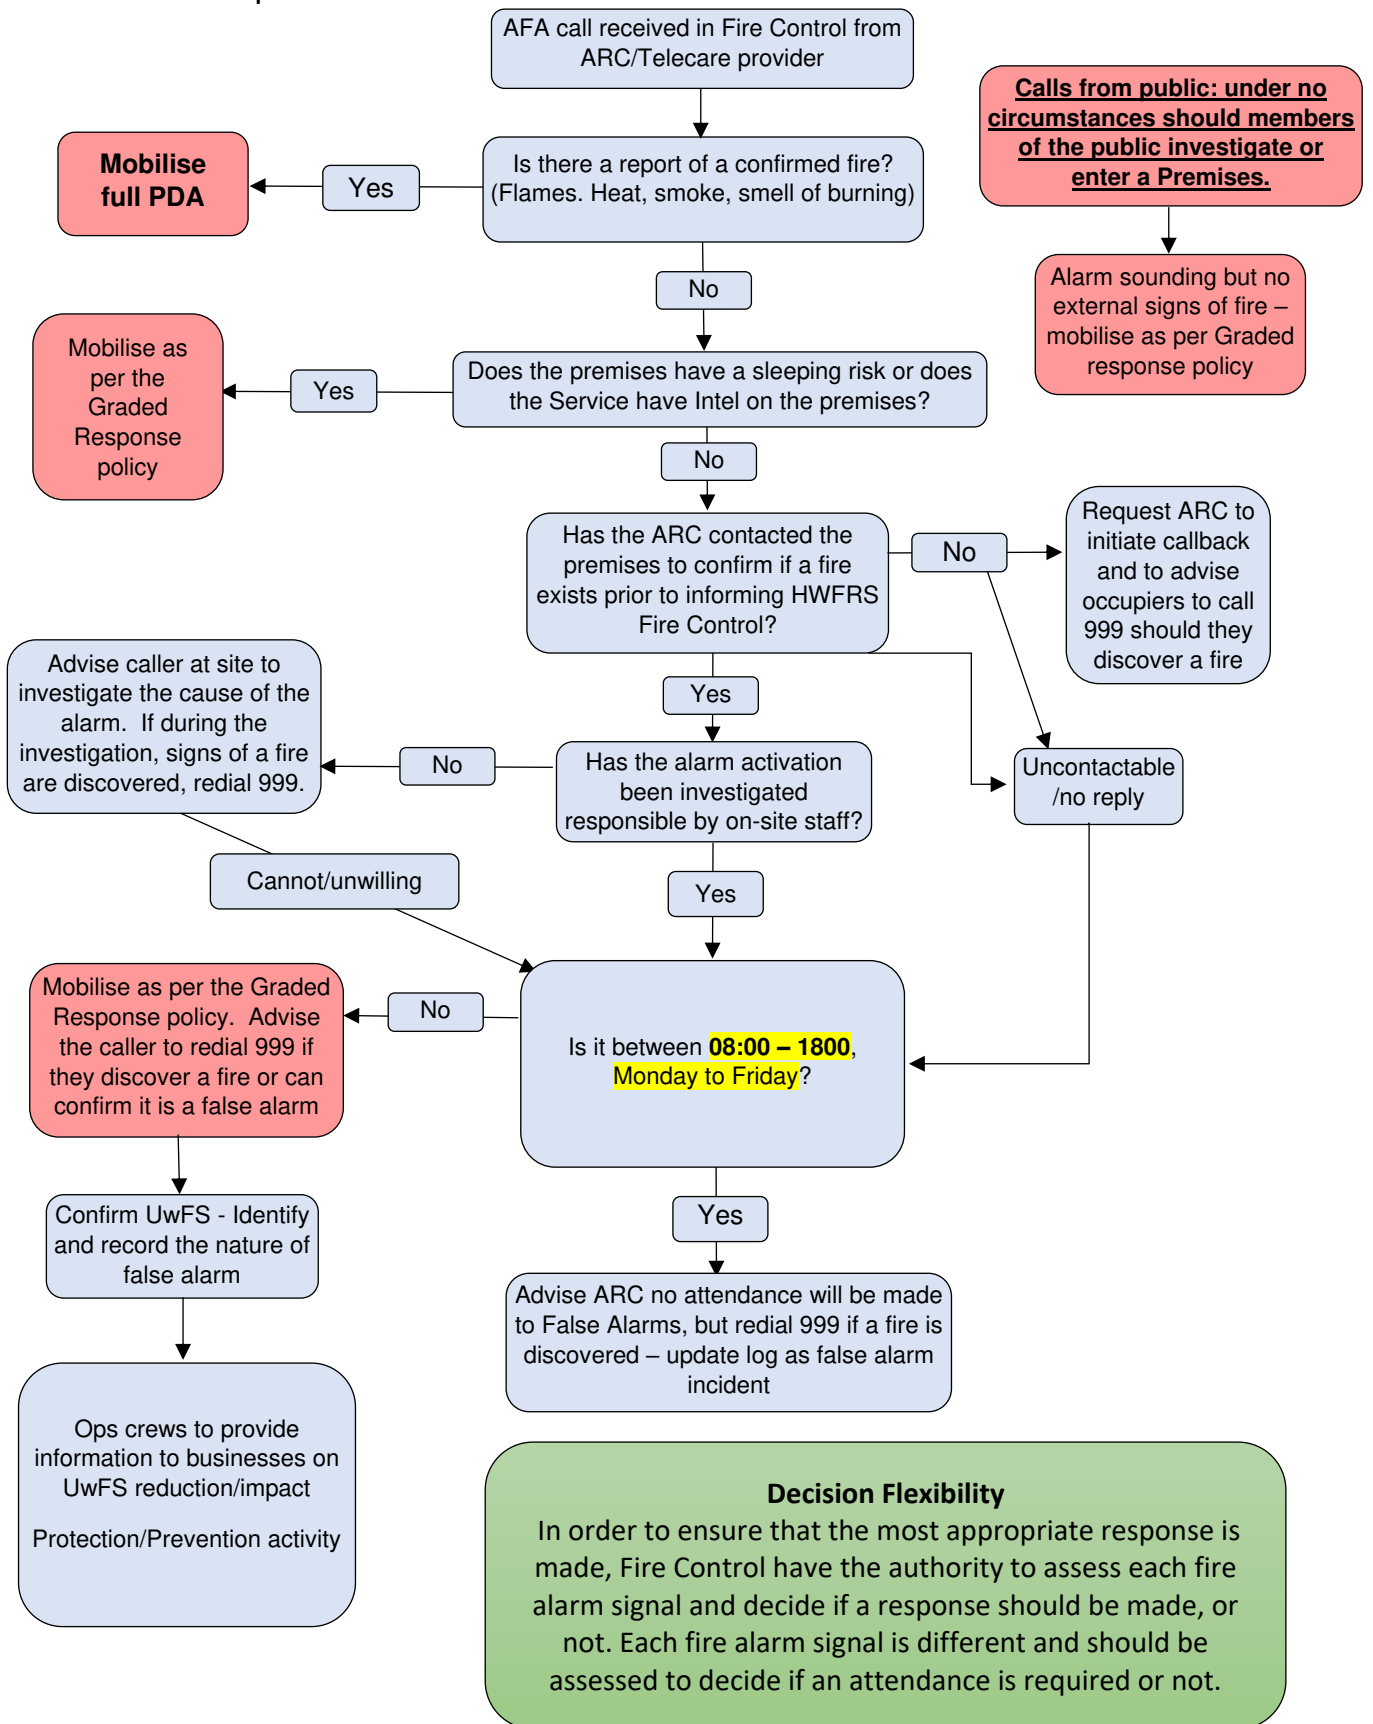 AFA call received in Fire Control from
ARC/Telecare provider
Calls from public: under no
circumstances should members
of the public investigate or
enter a Premises.
Mobilise
full PDA
Yes
Is there a report of a confirmed fire?
(Flames. Heat, smoke, smell of burning)
No
Alarm sounding but no
external signs of fire –
mobilise as per Graded
response policy
Mobilise as
per the
Graded
Response
policy
Yes
Does the premises have a sleeping risk or does
the Service have Intel on the premises?
No
Has the ARC contacted the
premises to confirm if a fire
exists prior to informing HWFRS
Fire Control?
No
Request ARC to
initiate callback
and to advise
occupiers to call
999 should they
discover a fire
Yes
Advise caller at site to
investigate the cause of the
alarm. If during the
investigation, signs of a fire
are discovered, redial 999.
No
Has the alarm activation
been investigated
responsible by on-site staff?
Uncontactable
/no reply
Cannot/unwilling
Yes
Mobilise as per the Graded
Response policy. Advise
the caller to redial 999 if
they discover a fire or can
confirm it is a false alarm
No
Is it between 08:00 – 1800,
Monday to Friday?
Yes
Confirm UwFS - Identify
and record the nature of
false alarm
Advise ARC no attendance will be made
to False Alarms, but redial 999 if a fire is
discovered – update log as false alarm
incident
Ops crews to provide
information to businesses on
UwFS reduction/impact
Protection/Prevention activity
Decision Flexibility
In order to ensure that the most appropriate response is
made, Fire Control have the authority to assess each fire
alarm signal and decide if a response should be made, or
not. Each fire alarm signal is different and should be
assessed to decide if an attendance is required or not.